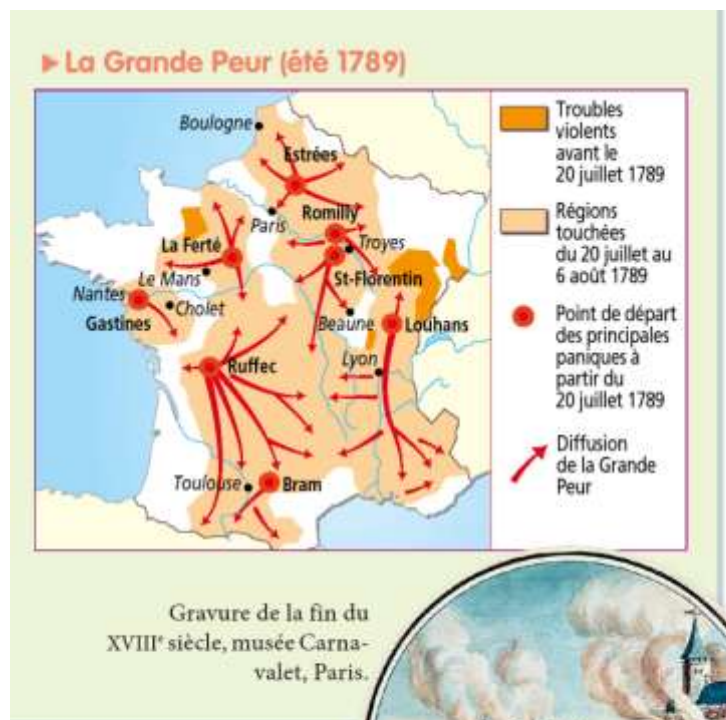 ▶ La Grande Peur (été 1789)
Boulogne
Estrées
Paris
Romilly
Troyes
La Ferté
St-Florentin
Le Mans
Nantes
Cholet
Gastines
Beaune
Louhans
Lyon
Ruffec
Toulouse
Bram
Troubles
violents
avant le
20 juillet 1789
Régions
touchées
du 20 juillet au
6 août 1789
Point de départ
des principales
paniques à
partir du
20 juillet 1789
Diffusion
de la Grande
Peur
Gravure de la fin du
XVIIIe siècle, musée Carna-
valet, Paris.